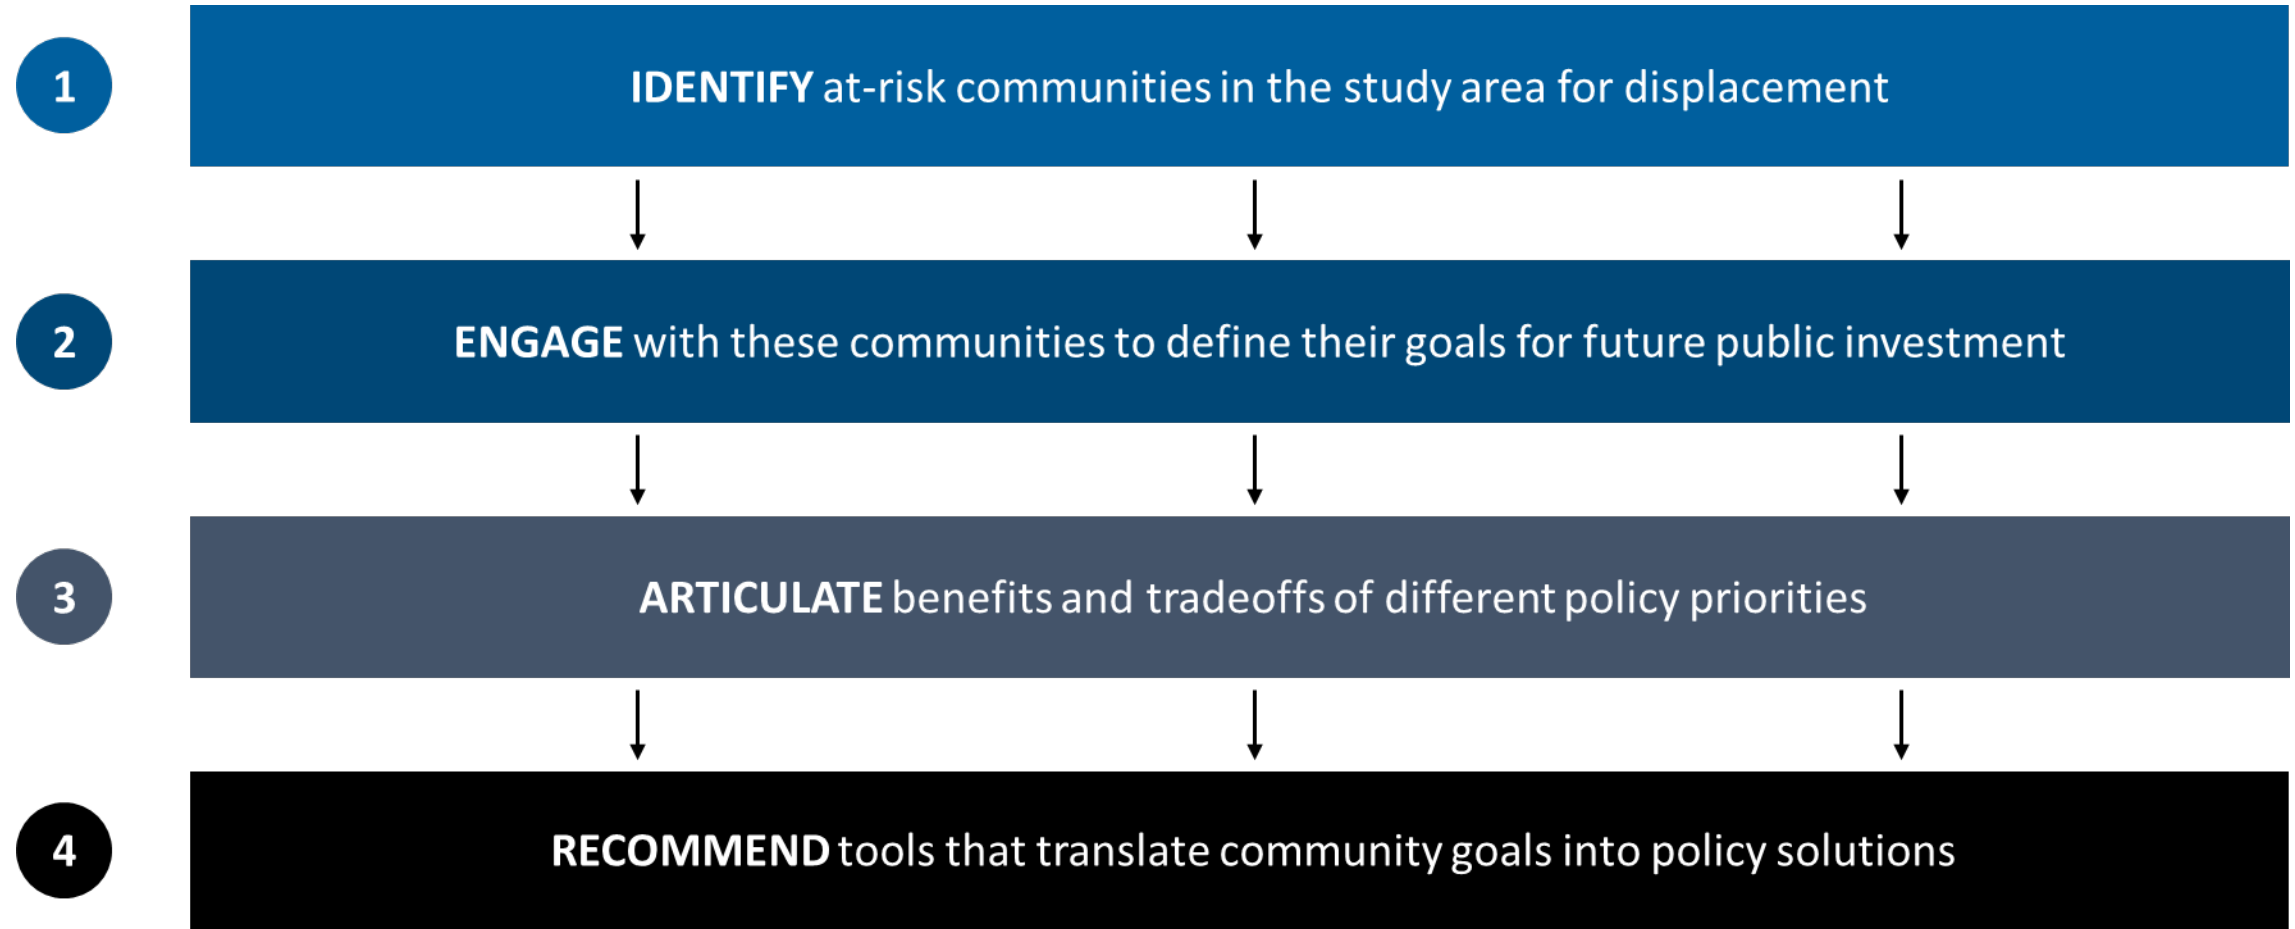 1
IDENTIFY at-risk communities in the study area for displacement
2
ENGAGE with these communities to define their goals for future public investment
3
ARTICULATE benefits and tradeoffs of different policy priorities
4
RECOMMEND tools that translate community goals into policy solutions